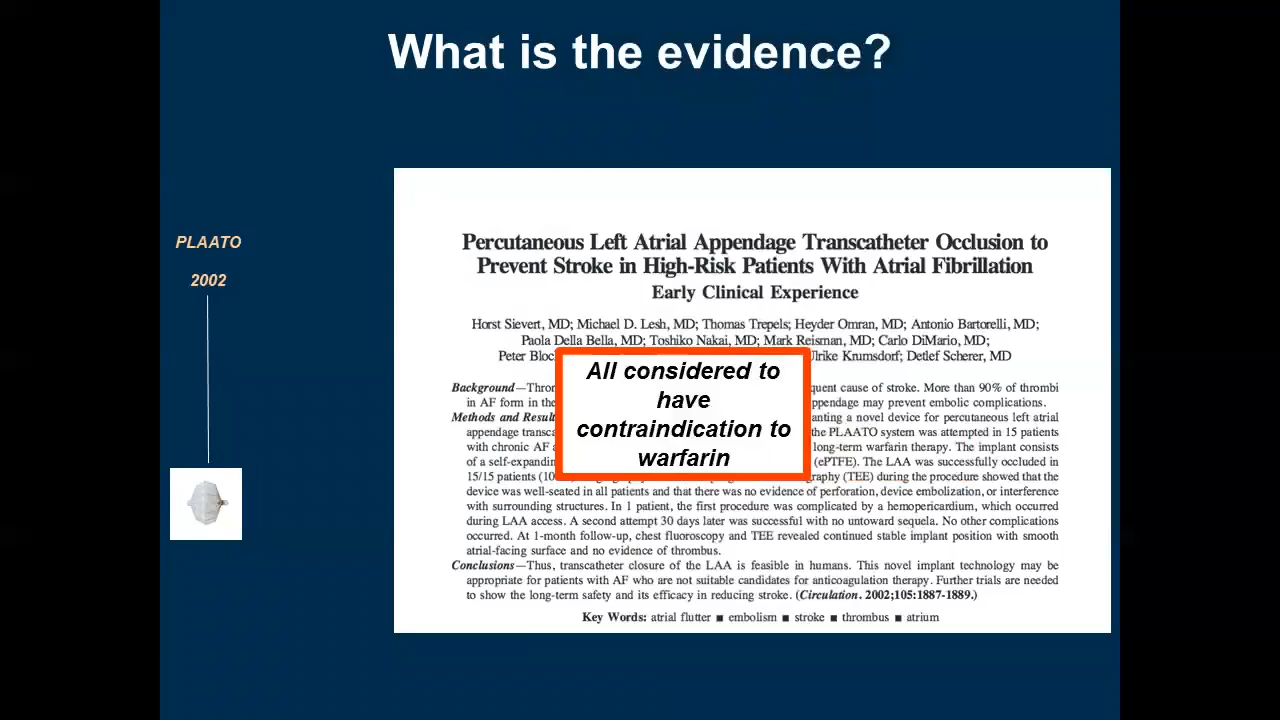 What is the evidence?
PLAATO
2002
Percutaneous Left Atrial Appendage Transcatheter Occlusion to
Prevent Stroke in High-Risk Patients With Atrial Fibrillation
Early Clinical Experience
Horst Sievert, MD; Michael D. Lesh, MD; Thomas Trepels; Heyder Omran, MD; Antonio Bartorelli, MD;
Paola Della Bella, MD; Toshiko Nakai, MD; Mark Reisman, MD; Carlo DiMario, MD;
Peter Bloc Ulrike Krumsdorf; Detlef Scherer, MD
All considered to
have
contraindication to
warfarin
Background—Thro quent cause of stroke. More than 90% of thrombi
in AF form in the ppendage may prevent embolic complications.
Methods and Result anting a novel device for percutaneous left atrial
appendage transca the PLAATO system was attempted in 15 patients
with chronic AF long-term warfarin therapy. The implant consists
of a self-expandin (ePTFE). The LAA was successfully occluded in
15/15 patients (10 graphy (TEE) during the procedure showed that the
device was well-seated in all patients and that there was no evidence of perforation, device embolization, or interference
with surrounding structures. In 1 patient, the first procedure was complicated by a hemopericardium, which occurred
during LAA access. A second attempt 30 days later was successful with no untoward sequela. No other complications
occurred. At 1-month follow-up, chest fluoroscopy and TEE revealed continued stable implant position with smooth
atrial-facing surface and no evidence of thrombus.
Conclusions—Thus, transcatheter closure of the LAA is feasible in humans. This novel implant technology may be
appropriate for patients with AF who are not suitable candidates for anticoagulation therapy. Further trials are needed
to show the long-term safety and its efficacy in reducing stroke. (Circulation. 2002;105:1887-1889.)
Key Words: atrial flutter ■ embolism ■ stroke ■ thrombus ■ atrium